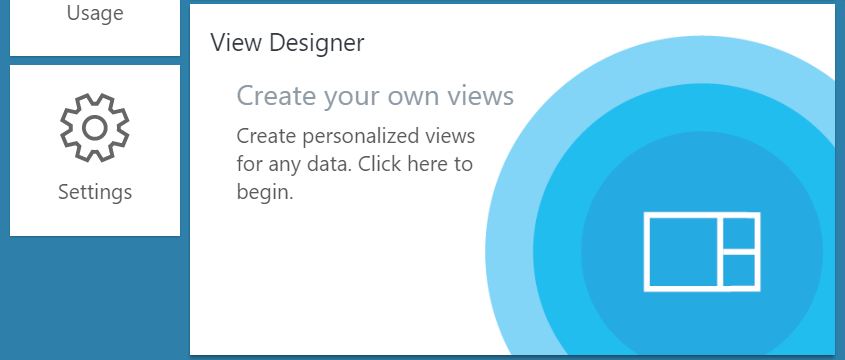 Usage
Settings
View Designer
Create your own views
Create personalized views
for any data. Click here to
begin.